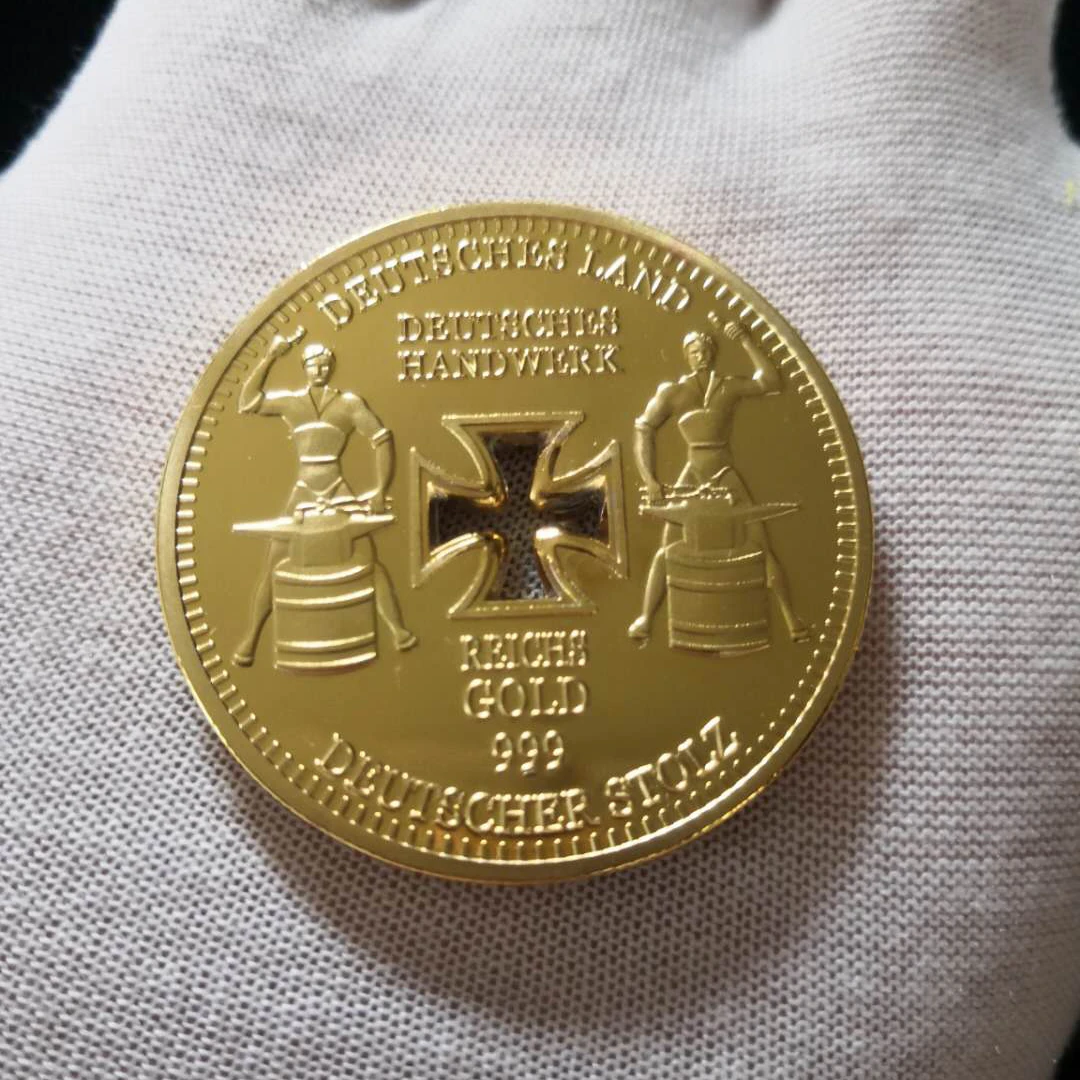 DEUTSCHES LAND
DEUTSCHES
HANDWERK
REICHS
GOLD
999
DEUTSCHER STOLZ